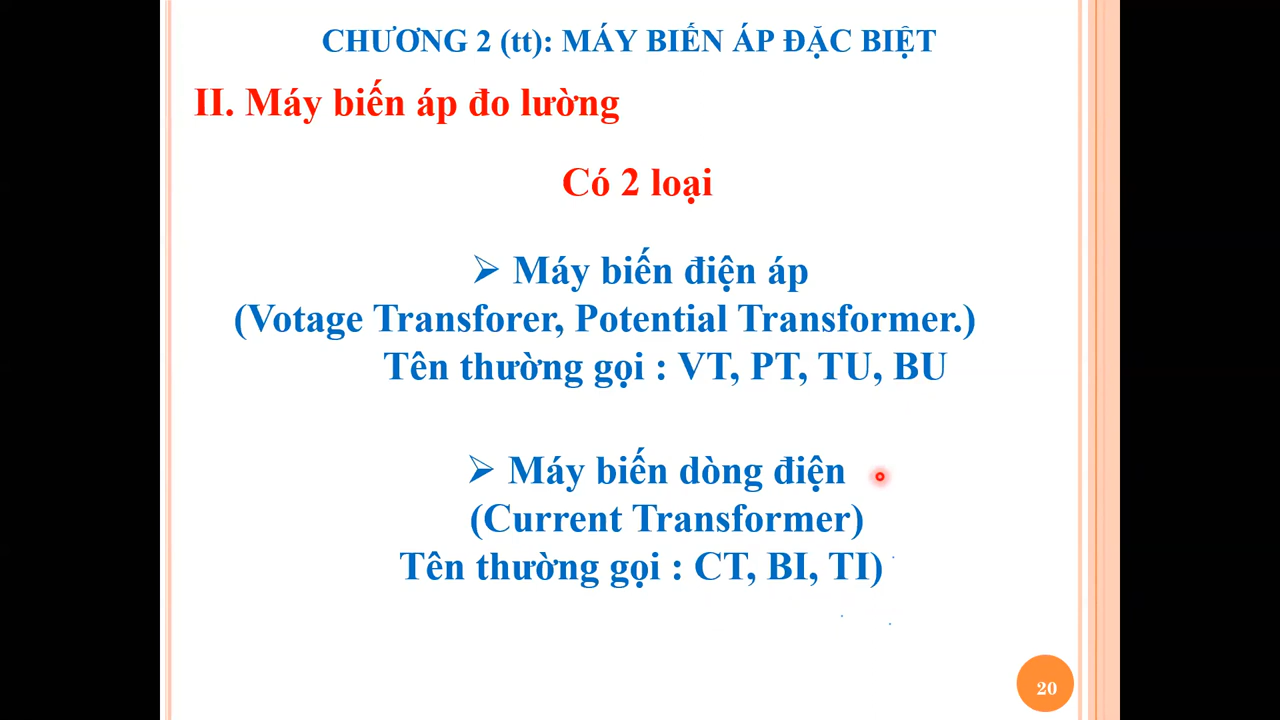 CHƯƠNG 2 (tt): MÁY BIẾN ÁP ĐẶC BIỆT
II. Máy biến áp đo lường
Có 2 loại
➢ Máy biến điện áp
(Votage Transforer, Potential Transformer.)
Tên thường gọi : VT, PT, TU, BU
➢ Máy biến dòng điện
(Current Transformer)
Tên thường gọi : CT, BI, TI)
20